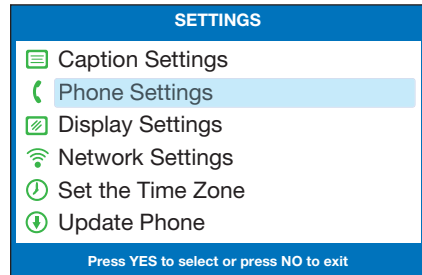 SETTINGS
Caption Settings
Phone Settings
Display Settings
Network Settings
Set the Time Zone
Update Phone
Press YES to select or press NO to exit